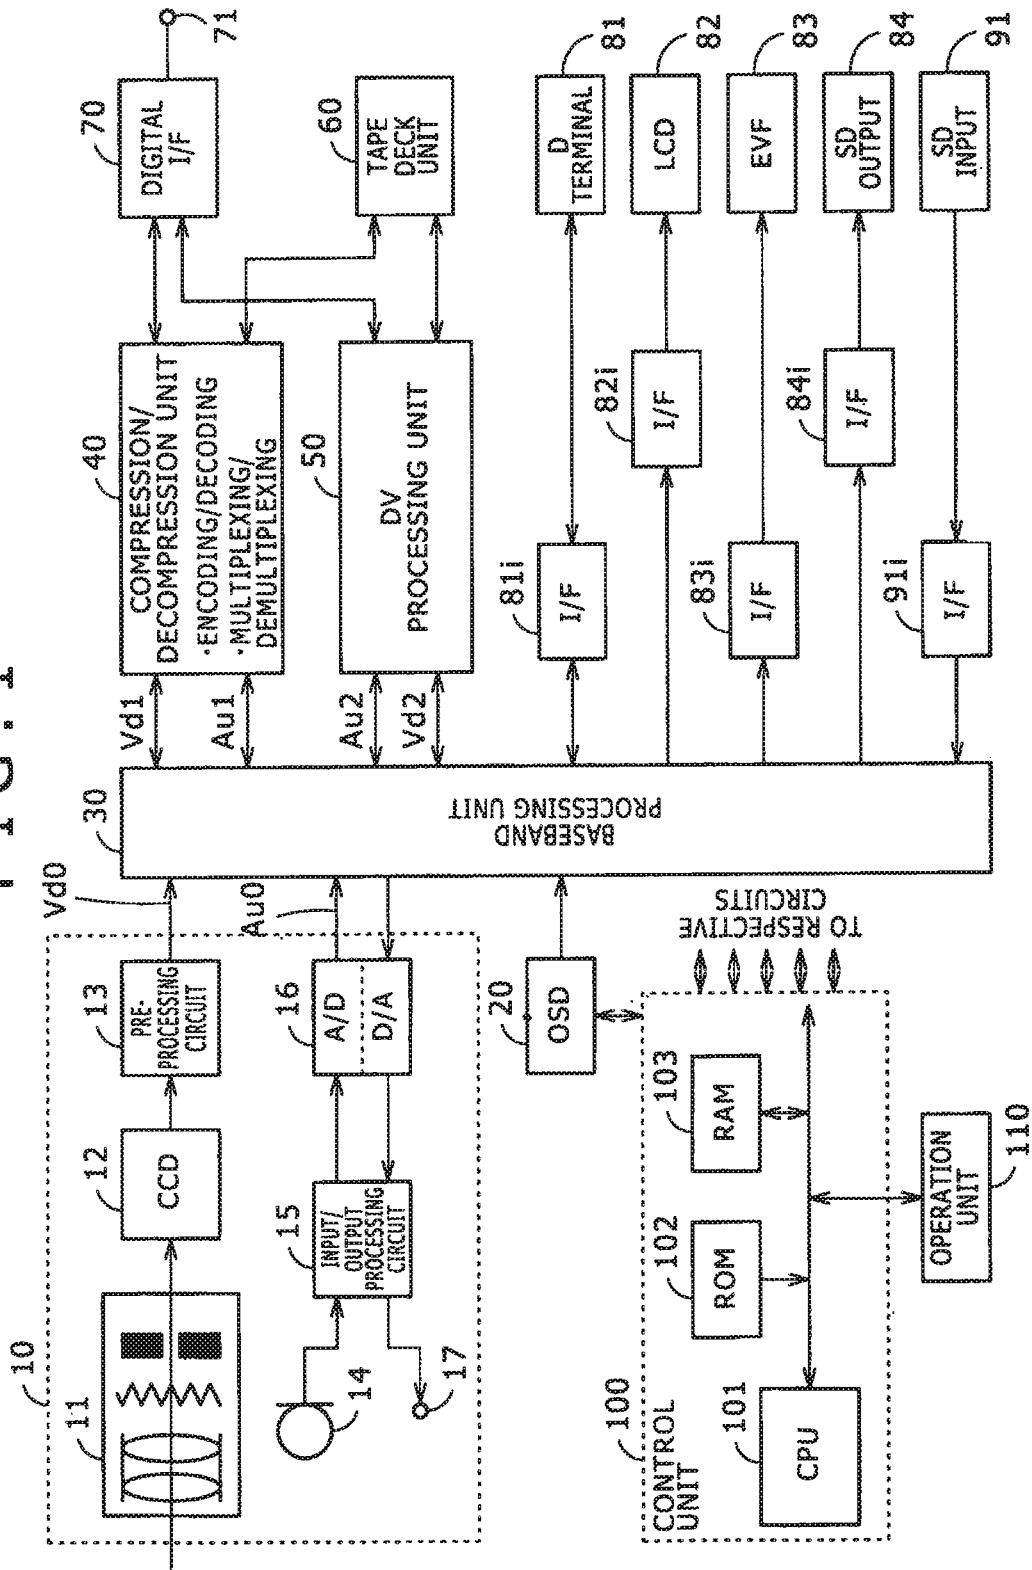 10
11
12
CCD
13
PRE-
PROCESSING
CIRCUIT
Vd0
14
15
INPUT/
OUTPUT
PROCESSING
CIRCUIT
16
A/D
D/A
Au0
17
20
OSD
30
BASEBAND
PROCESSING UNIT
Vd1
Au1
40
COMPRESSION/
DECOMPRESSION UNIT
·ENCODING/DECODING
·MULTIPLEXING/
DEMULTIPLEXING
70
DIGITAL
I/F
71
Au2
Vd2
50
DV
PROCESSING UNIT
60
TAPE
DECK
UNIT
81i
I/F
D
TERMINAL
81
82i
I/F
LCD
82
83i
I/F
EVF
83
84i
I/F
SD
OUTPUT
84
91i
I/F
SD
INPUT
91
100
CONTROL
UNIT
101
CPU
102
ROM
103
RAM
TO RESPECTIVE
CIRCUITS
OPERATION
UNIT
110